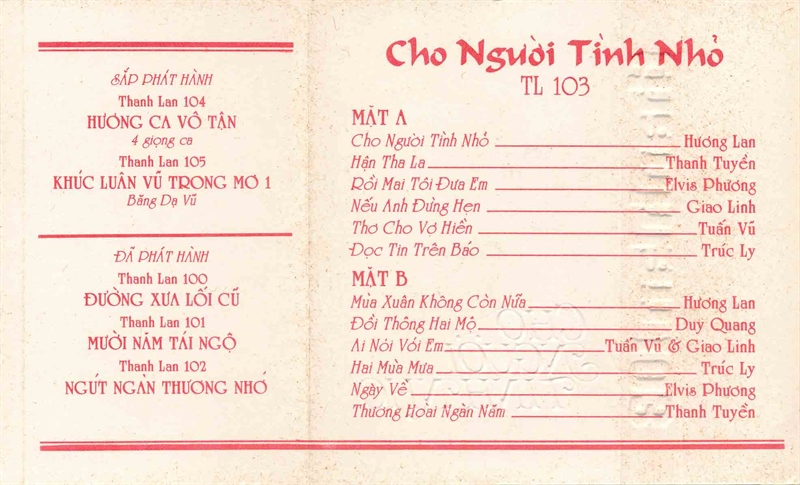 SẮP PHÁT HÀNH
Thanh Lan 104
HƯƠNG CA VÔ TẬN
4 giọng ca
Thanh Lan 105
KHÚC LUÂN VŨ TRONG MƠ 1
Băng Dạ Vũ
ĐÃ PHÁT HÀNH
Thanh Lan 100
ĐƯỜNG XƯA LỐI CŨ
Thanh Lan 101
MƯỜI NĂM TÁI NGỘ
Thanh Lan 102
NGÚT NGÀN THƯƠNG NHỚ
Cho Người Tình Nhỏ
TL 103
MẶT A
Cho Người Tình Nhỏ Hương Lan
Hận Tha La Thanh Tuyền
Rồi Mai Tôi Đưa Em Elvis Phương
Nếu Anh Đừng Hẹn Giao Linh
Thơ Cho Vợ Hiền Tuấn Vũ
Đọc Tin Trên Báo Trúc Ly
MẶT B
Mùa Xuân Không Còn Nữa Hương Lan
Đồi Thông Hai Mộ Duy Quang
Ai Nói Với Em Tuấn Vũ & Giao Linh
Hai Mùa Mưa Trúc Ly
Ngày Về Elvis Phương
Thương Hoài Ngàn Năm Thanh Tuyền